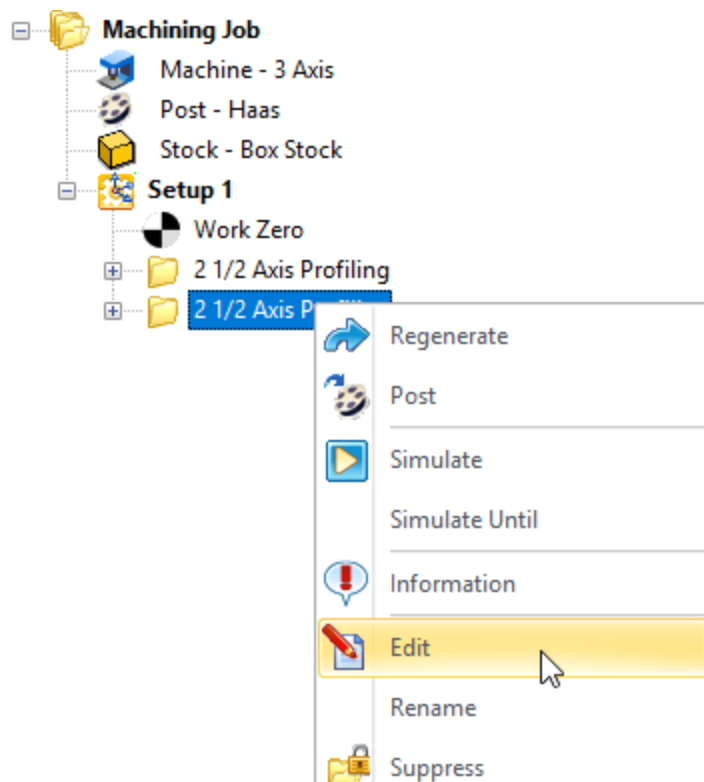 Machining Job
Machine - 3 Axis
Post - Haas
Stock - Box Stock
Setup 1
Work Zero
2 1/2 Axis Profiling
2 1/2 Axis
Regenerate
Post
Simulate
Simulate Until
Information
Edit
Rename
Suppress